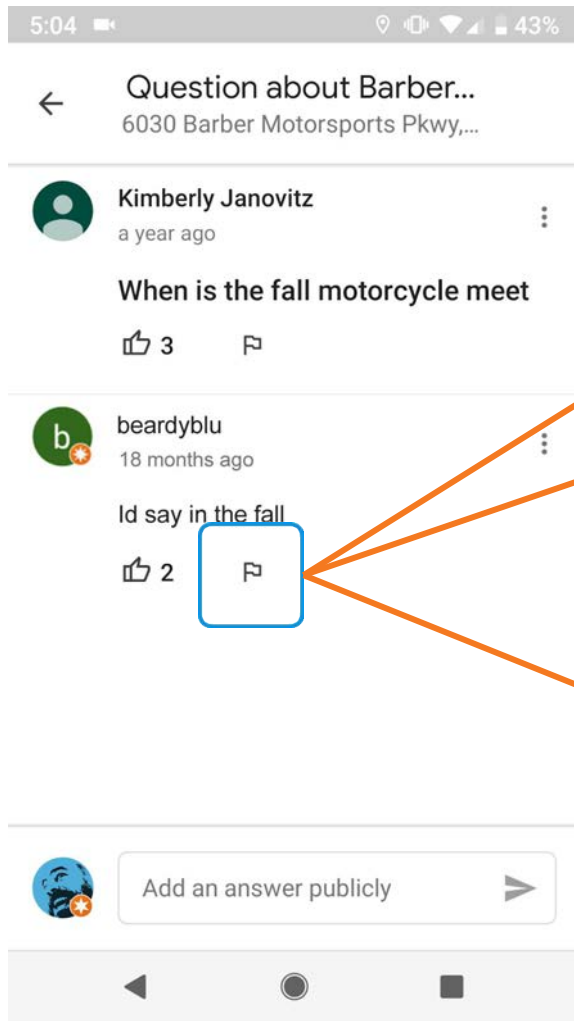 5:04 43%
Question about Barber...
6030 Barber Motorsports Pkwy,...
Kimberly Janovitz
a year ago
When is the fall motorcycle meet
3
b
beardyblu
18 months ago
Id say in the fall
2
Add an answer publicly